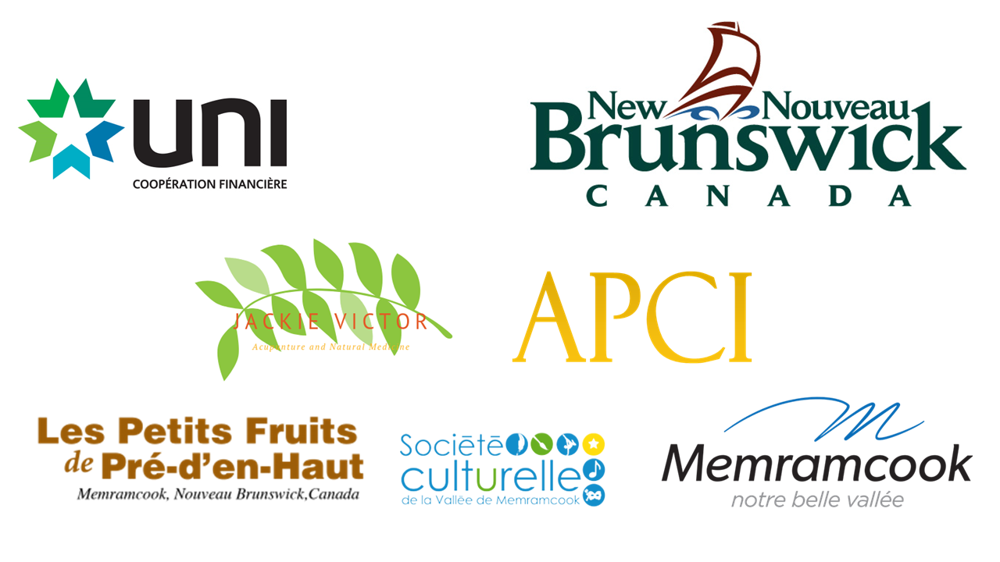 UNI
COOPÉRATION FINANCIÈRE
New Nouveau
Brunswick
CANADA
JACKIE VICTOR
Acupunture and Natural Medicine
APCI
Les Petits Fruits
de Pré-d'en-Haut
Memramcook, Nouveau Brunswick,Canada
Société
culturelle
de la Vallée de Memramcook
Memramcook
notre belle vallée